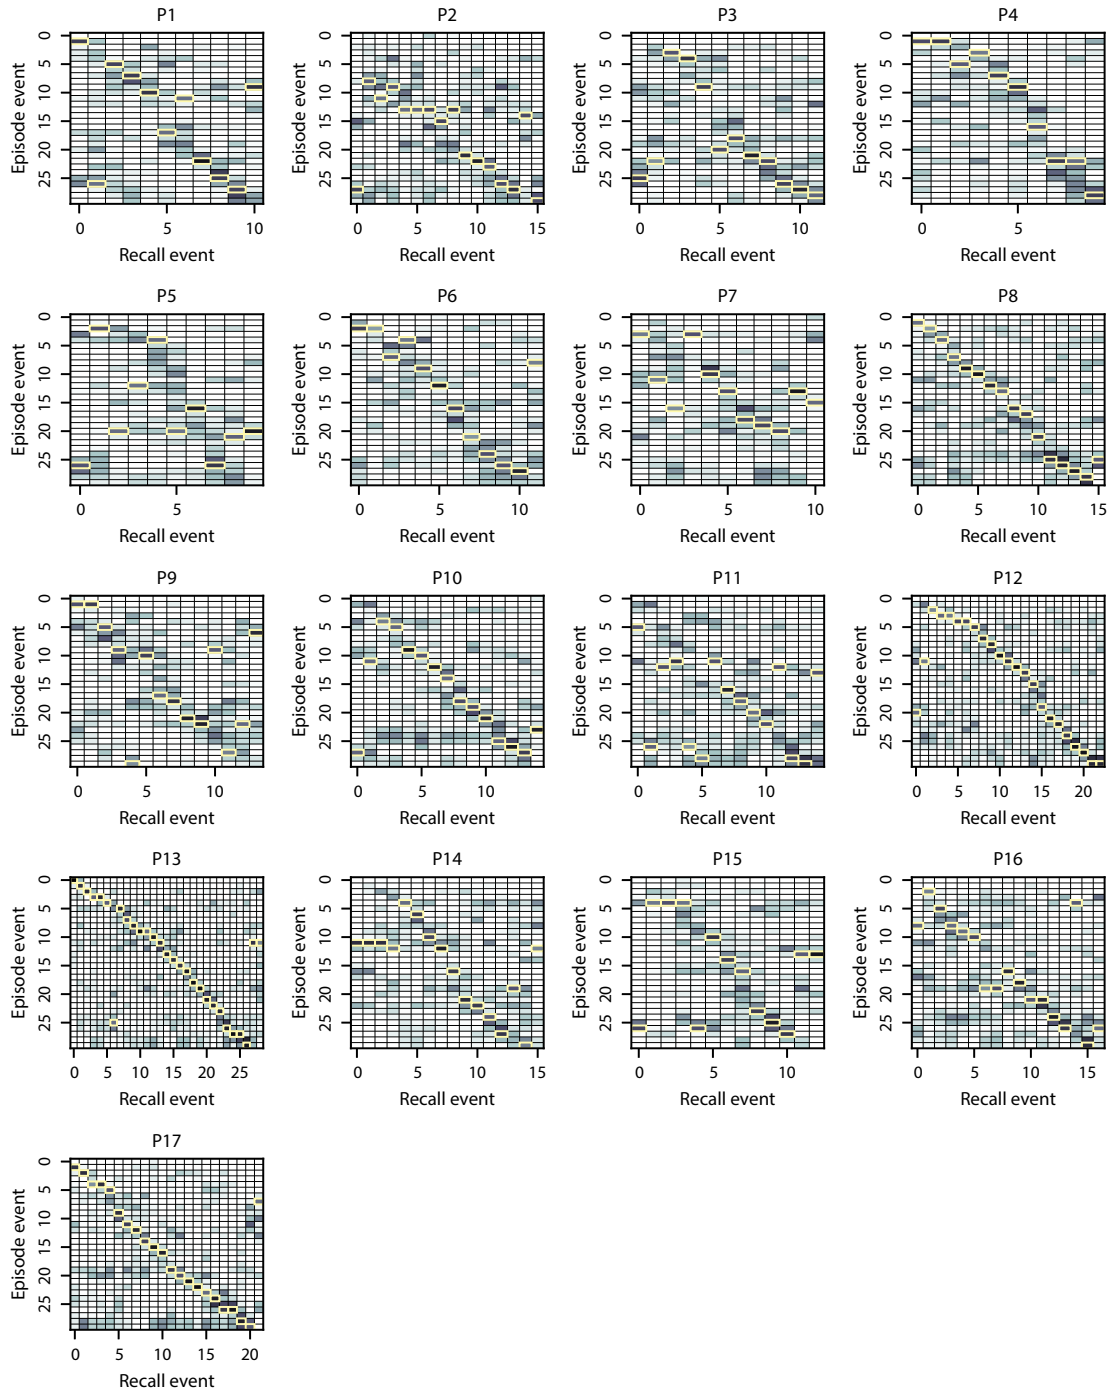 P1 P2 P3 P4
0 5 10 15 20 25 Episode event
0 5 10 15 20 25 Episode event
0 5 10 15 20 25 Episode event
0 5 10 15 20 25 Episode event
0 5 10 0 5 10 15 0 5 10 0 5
Recall event Recall event Recall event Recall event
P5 P6 P7 P8
0 5 10 15 20 25 Episode event
0 5 10 15 20 25 Episode event
0 5 10 15 20 25 Episode event
0 5 10 15 20 25 Episode event
0 5 0 5 10 0 5 10 0 5 10 15
Recall event Recall event Recall event Recall event
P9 P10 P11 P12
0 5 10 15 20 25 Episode event
0 5 10 15 20 25 Episode event
0 5 10 15 20 25 Episode event
0 5 10 15 20 25 Episode event
0 5 10 0 5 10 0 5 10 0 5 10 15 20
Recall event Recall event Recall event Recall event
P13 P14 P15 P16
0 5 10 15 20 25 Episode event
0 5 10 15 20 25 Episode event
0 5 10 15 20 25 Episode event
0 5 10 15 20 25 Episode event
0 5 10 15 20 25 0 5 10 15 0 5 10 0 5 10 15
Recall event Recall event Recall event Recall event
P17
0 5 10 15 20 25 Episode event
0 5 10 15 20
Recall event